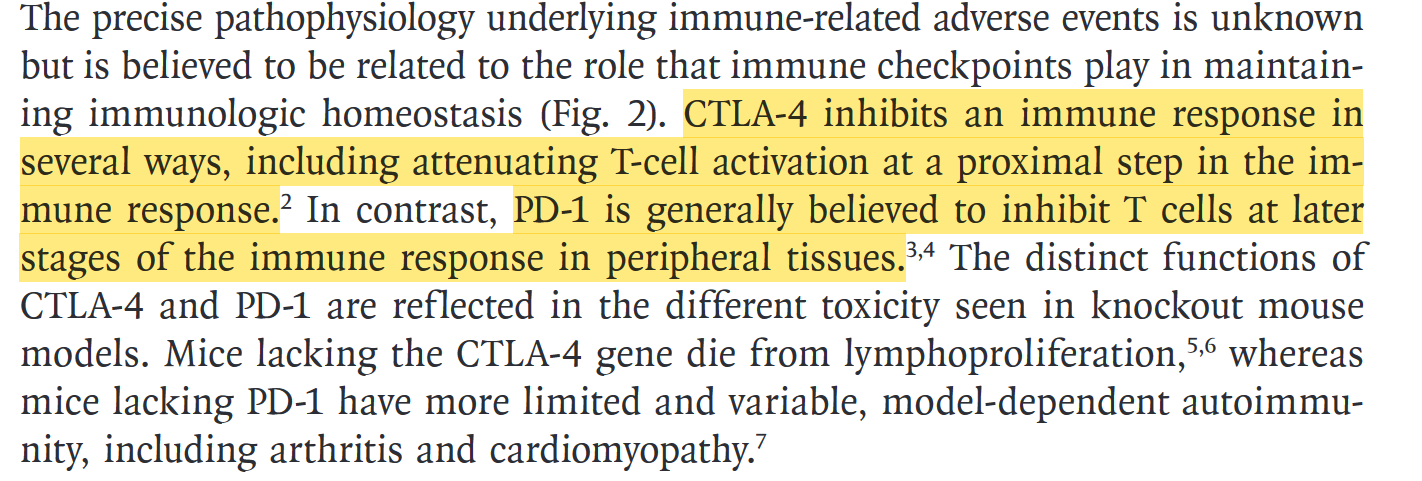 The precise pathophysiology underlying immune-related adverse events is unknown
but is believed to be related to the role that immune checkpoints play in maintain-
ing immunologic homeostasis (Fig. 2). CTLA-4 inhibits an immune response in
several ways, including attenuating T-cell activation at a proximal step in the im-
mune response.² In contrast, PD-1 is generally believed to inhibit T cells at later
stages of the immune response in peripheral tissues.³,⁴ The distinct functions of
CTLA-4 and PD-1 are reflected in the different toxicity seen in knockout mouse
models. Mice lacking the CTLA-4 gene die from lymphoproliferation,⁵,⁶ whereas
mice lacking PD-1 have more limited and variable, model-dependent autoimmu-
nity, including arthritis and cardiomyopathy.⁷